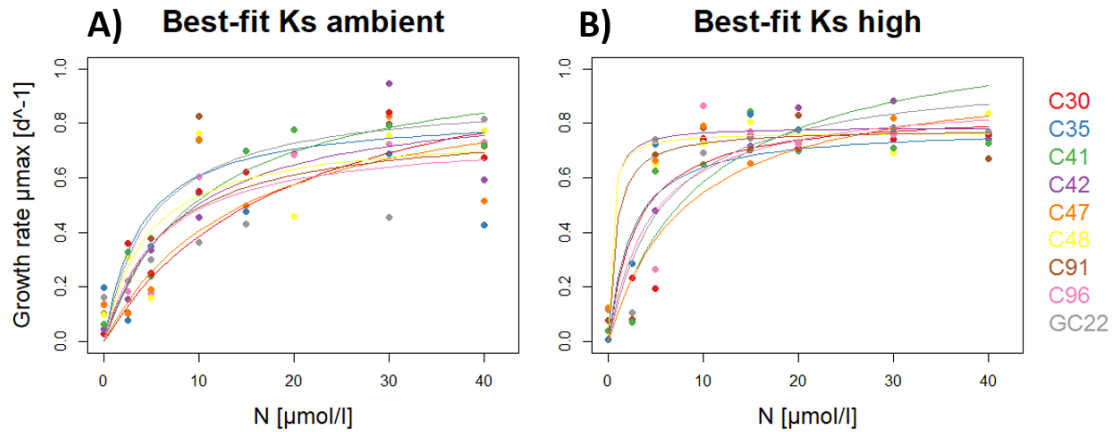 A) Best-fit Ks ambient
B) Best-fit Ks high
Growth rate µmax [d^-1]
1.0
0.8
0.6
0.4
0.2
0.0
0 10 20 30 40
N [µmol/l]
1.0
0.8
0.6
0.4
0.2
0.0
0 10 20 30 40
N [µmol/l]
C30
C35
C41
C42
C47
C48
C91
C96
GC22